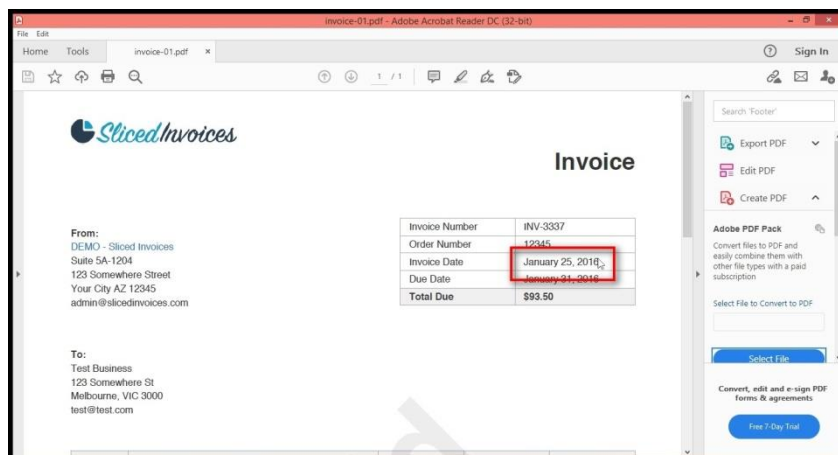 invoice-01.pdf - Adobe Acrobat Reader DC (32-bit)
File Edit
Home Tools invoice-01.pdf × Sign In
1 / 1
Sliced Invoices
Invoice
From:
DEMO - Sliced Invoices
Suite 5A-1204
123 Somewhere Street
Your City AZ 12345
admin@slicedinvoices.com
Invoice Number INV-3337
Order Number 12345
Invoice Date January 25, 2016
Due Date January 31, 2016
Total Due $93.50
To:
Test Business
123 Somewhere St
Melbourne, VIC 3000
test@test.com
Search 'Footer'
Export PDF
Edit PDF
Create PDF
Adobe PDF Pack
Convert files to PDF and
easily combine them with
other file types with a paid
subscription
Select File to Convert to PDF
Select File
Convert, edit and e-sign PDF
forms & agreements
Free 7-Day Trial